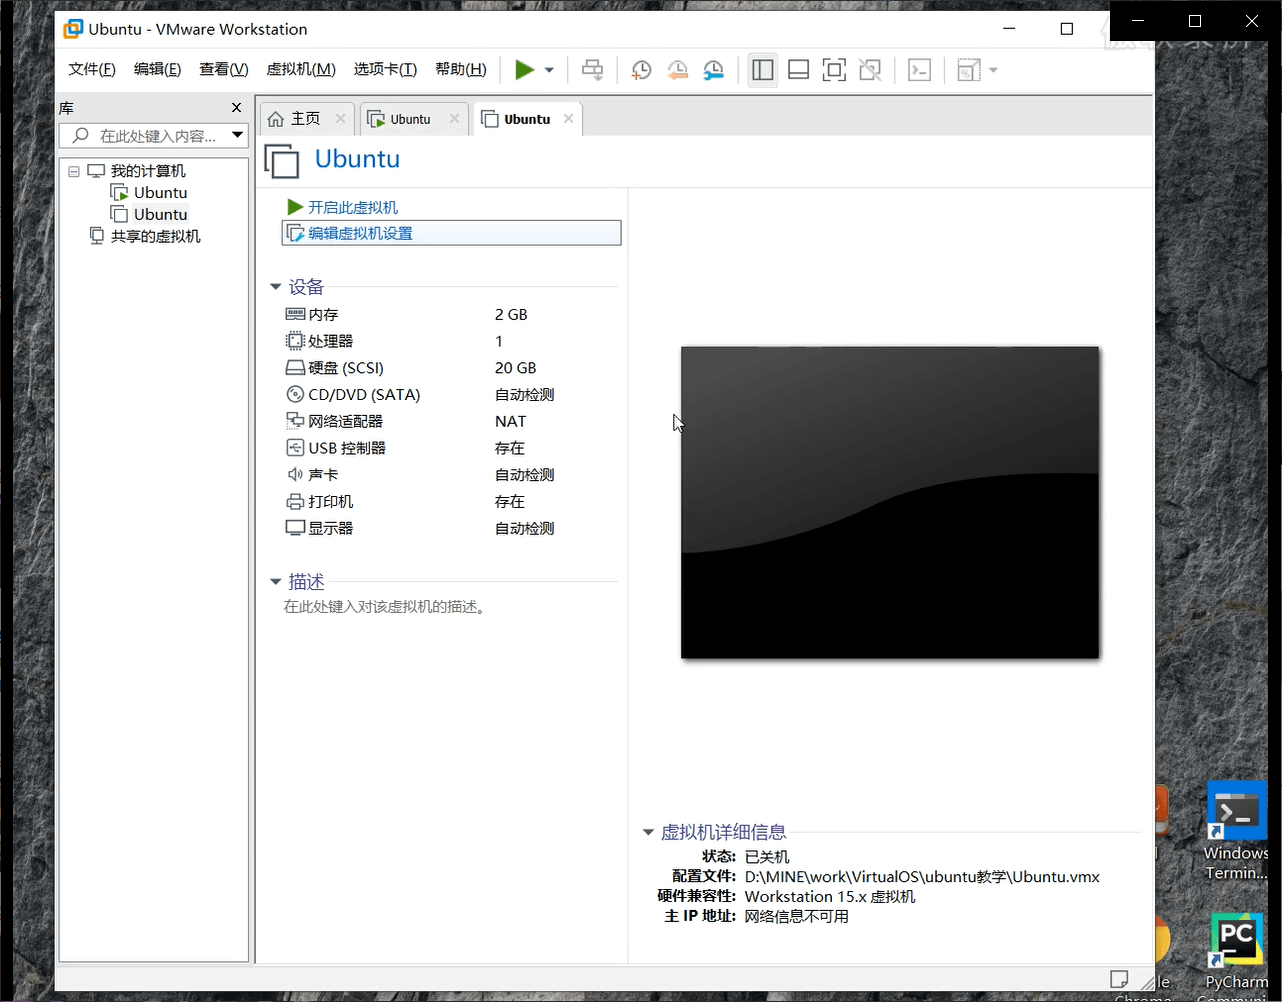 Ubuntu - VMware Workstation
文件(F) 编辑(E) 查看(V) 虚拟机(M) 选项卡(T) 帮助(H)
库
在此处键入内容...
我的计算机
Ubuntu
Ubuntu
共享的虚拟机
主页 Ubuntu Ubuntu
Ubuntu
开启此虚拟机
编辑虚拟机设置
设备
内存 2 GB
处理器 1
硬盘 (SCSI) 20 GB
CD/DVD (SATA) 自动检测
网络适配器 NAT
USB 控制器 存在
声卡 自动检测
打印机 存在
显示器 自动检测
描述
在此处键入对该虚拟机的描述。
虚拟机详细信息
状态: 已关机
配置文件: D:\MINE\work\VirtualOS\ubuntu教学\Ubuntu.vmx
硬件兼容性: Workstation 15.x 虚拟机
主 IP 地址: 网络信息不可用
Windows
Termin...
PC
PyCharm